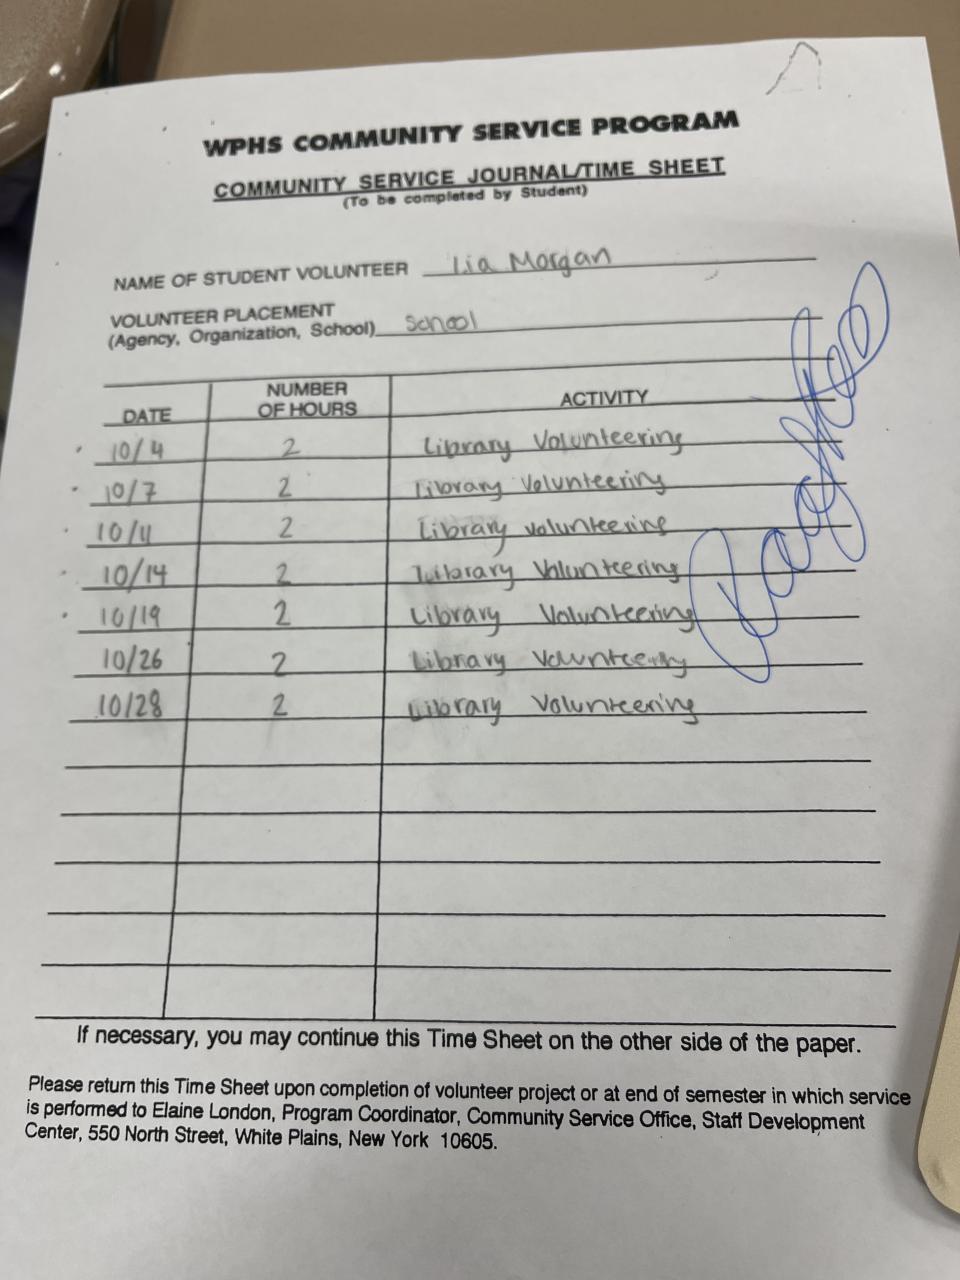 WPHS COMMUNITY SERVICE PROGRAM
COMMUNITY SERVICE JOURNAL/TIME SHEET
(To be completed by Student)
NAME OF STUDENT VOLUNTEER Lia Morgan
VOLUNTEER PLACEMENT
(Agency, Organization, School) School
DATE NUMBER OF HOURS ACTIVITY
10/4 2 Library Volunteering
10/7 2 Library Volunteering
10/11 2 Library Volunteering
10/14 2 Library Volunteering
10/19 2 Library Volunteering
10/26 2 Library Volunteering
10/28 2 Library Volunteering
If necessary, you may continue this Time Sheet on the other side of the paper.
Please return this Time Sheet upon completion of volunteer project or at end of semester in which service
is performed to Elaine London, Program Coordinator, Community Service Office, Staff Development
Center, 550 North Street, White Plains, New York 10605.